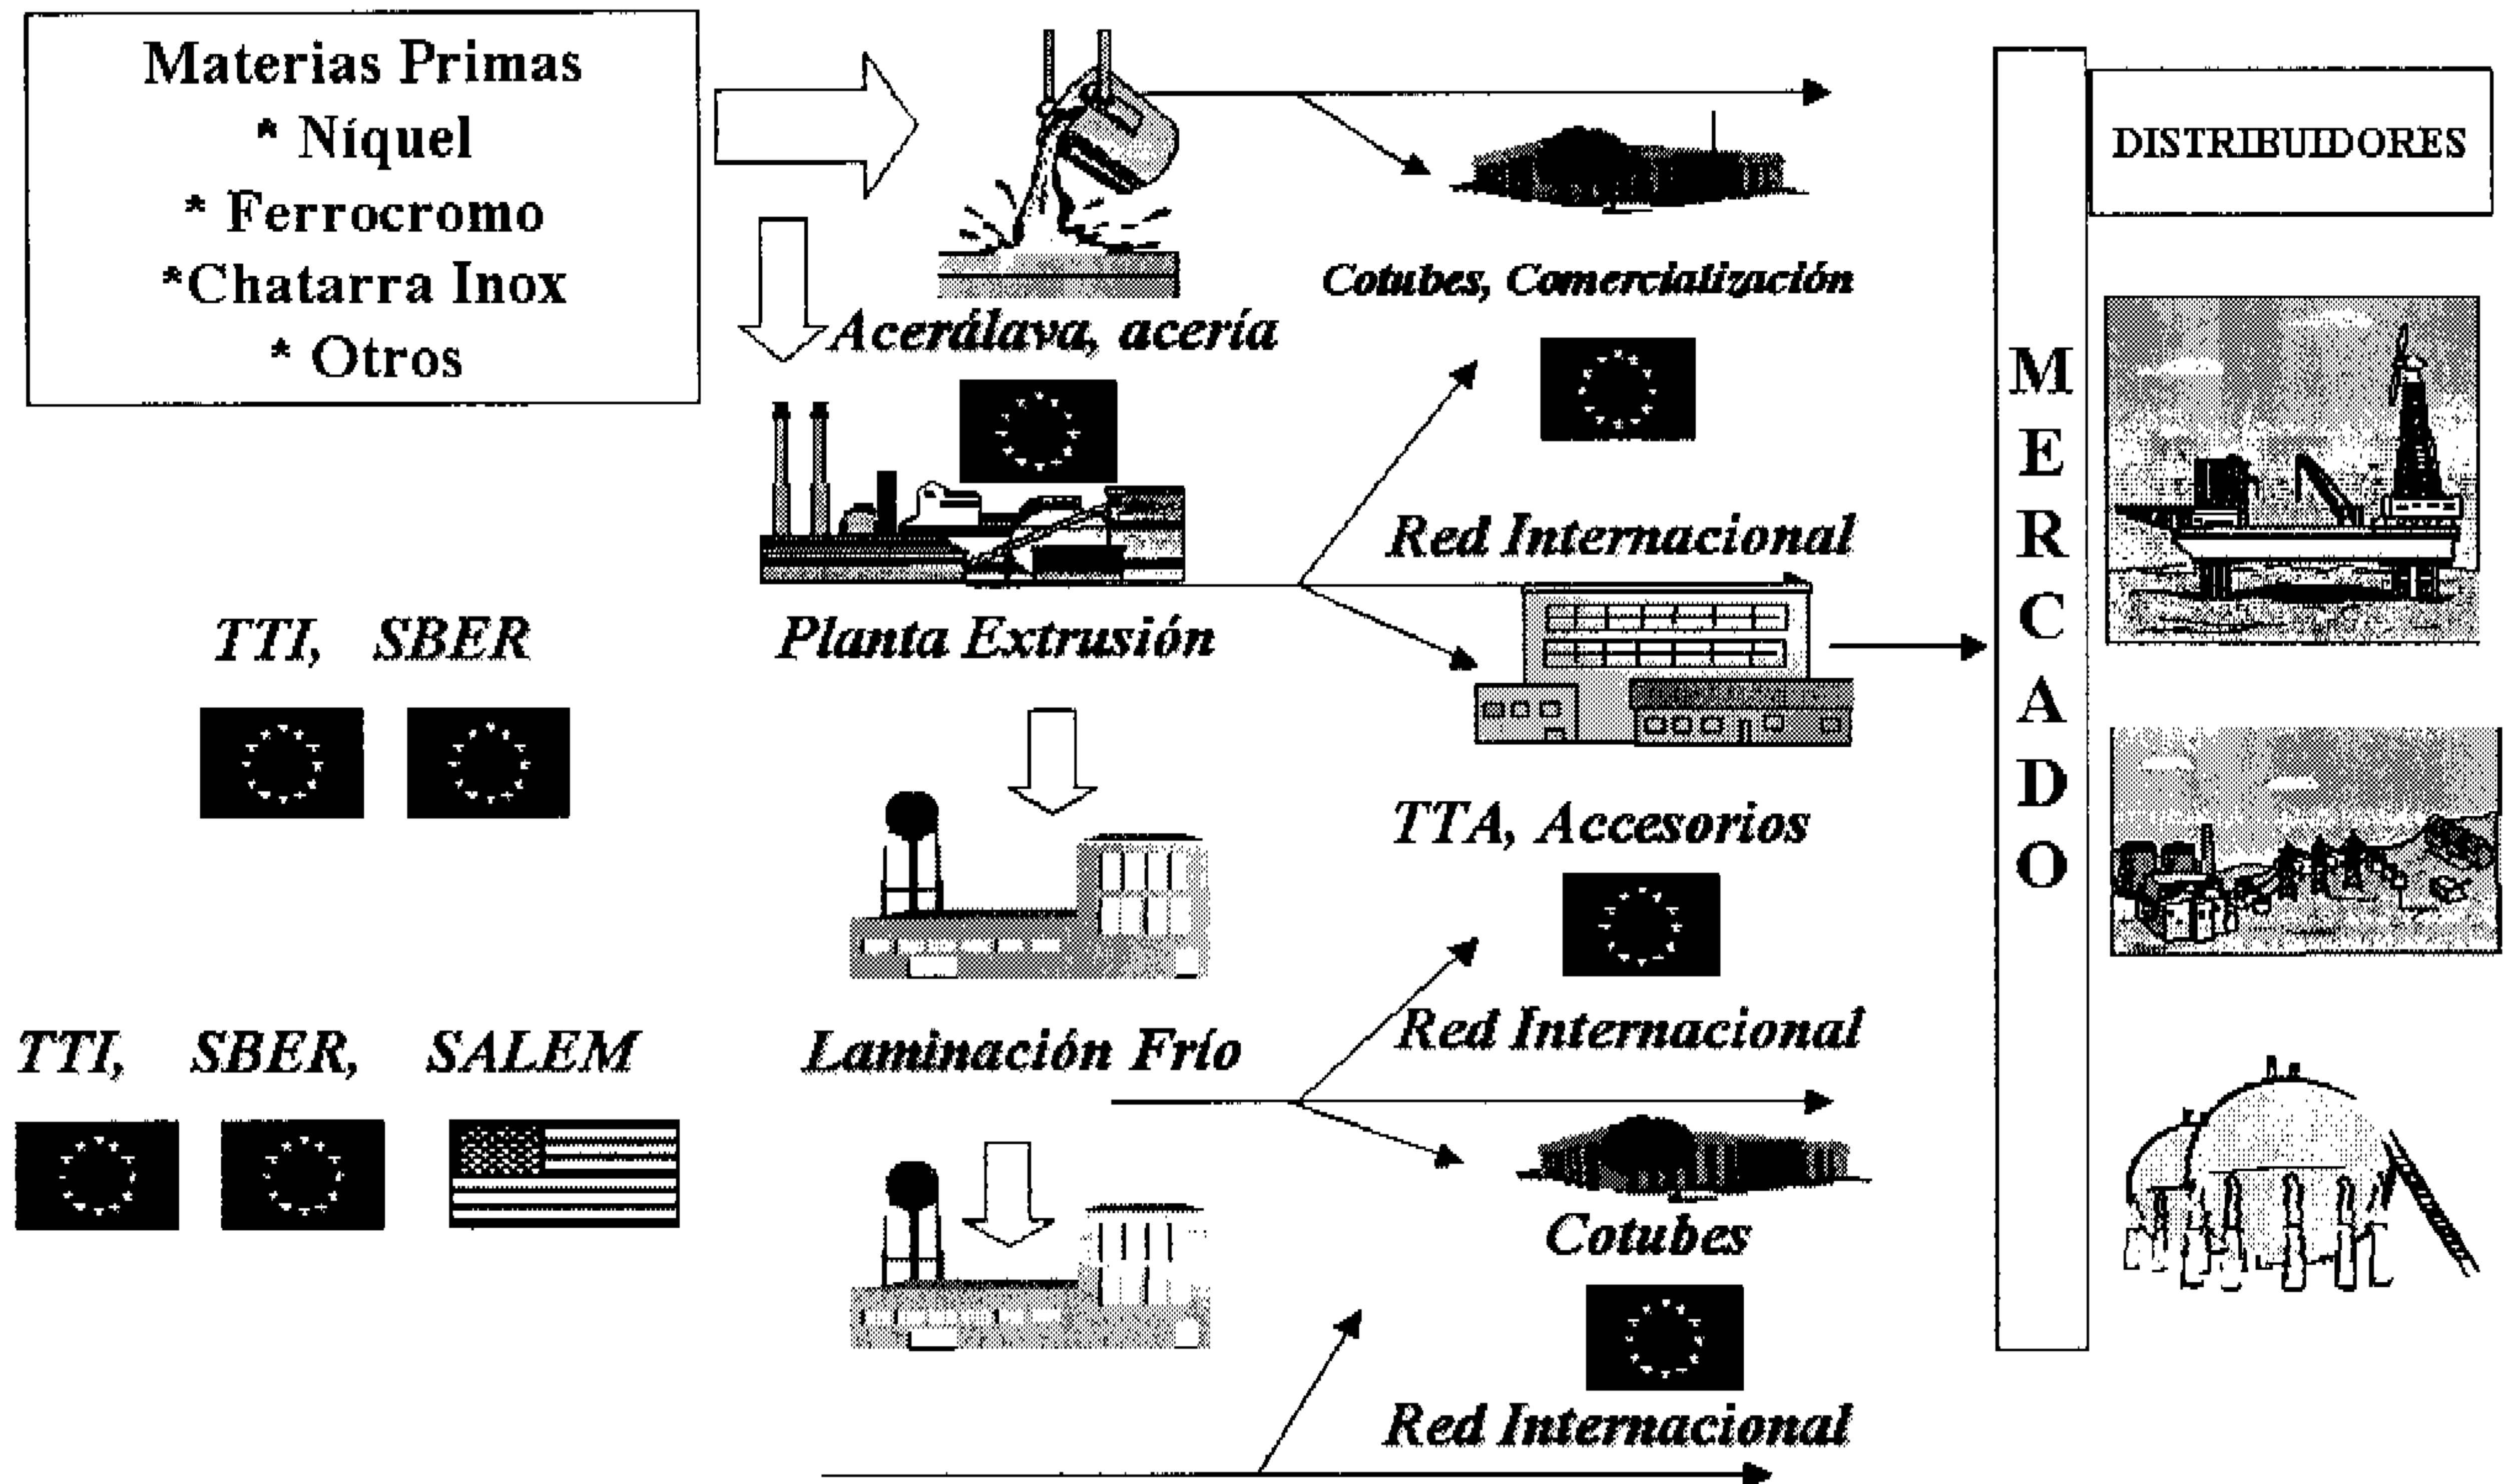 Materias Primas
* Níquel
* Ferrocromo
*Chatarra Inox
* Otros
Acerálava, acería
Cotubes, Comercialización
DISTRIBUIDORES
MERCADO
Red Internacional
TTI, SBER
Planta Extrusión
TTA, Accesorios
Red Internacional
TTI, SBER, SALEM
Laminación Frío
Cotubes
Red Internacional